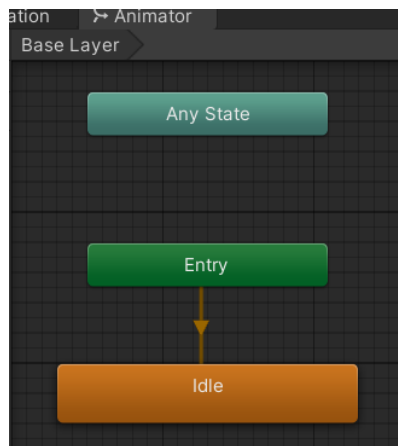 ation Animator
Base Layer
Any State
Entry
Idle